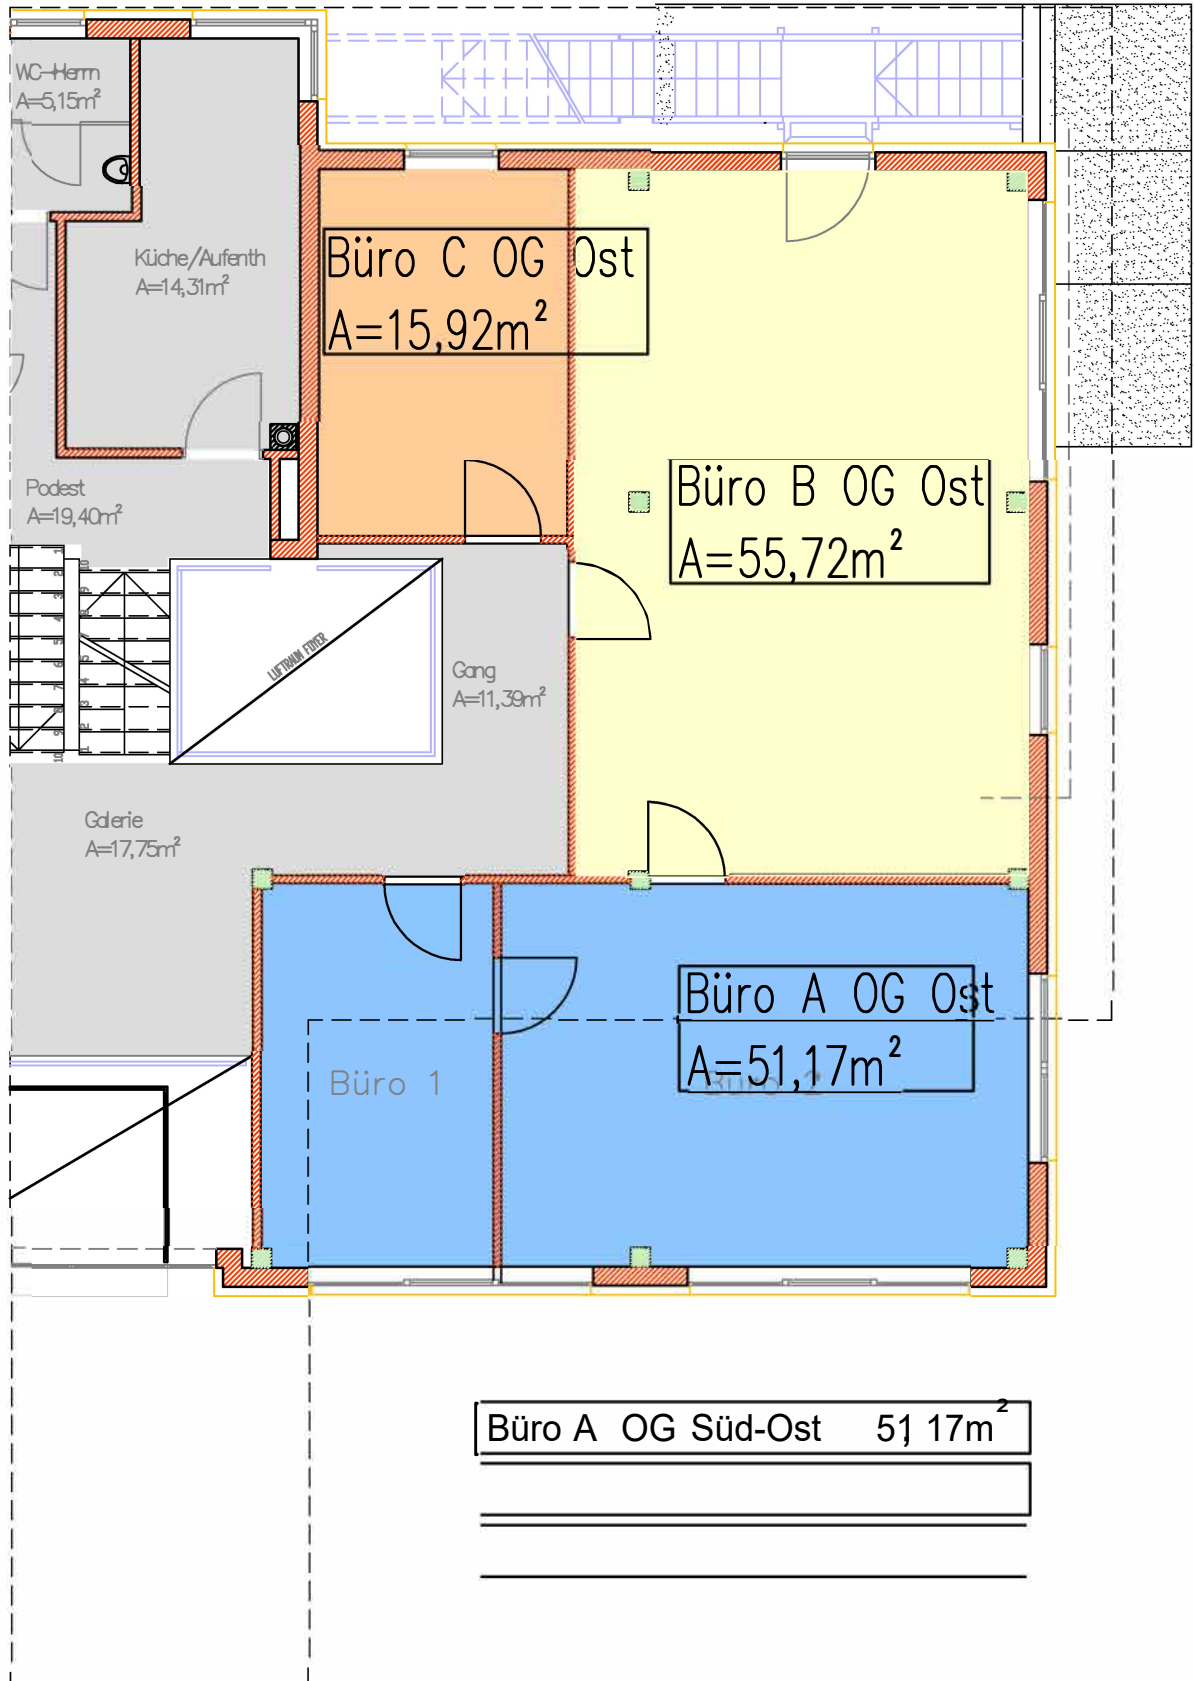 WC-Herrn
A=5,15m²
Küche/Aufenth
A=14,31m²
Büro C OG Ost
A=15,92m²
Podest
A=19,40m²
Büro B OG Ost
A=55,72m²
LUFTRAUM FOYER
Gang
A=11,39m²
Galerie
A=17,75m²
Büro A OG Ost
A=51,17m²
Büro 1
Büro 2
Büro A OG Süd-Ost 51,17m²